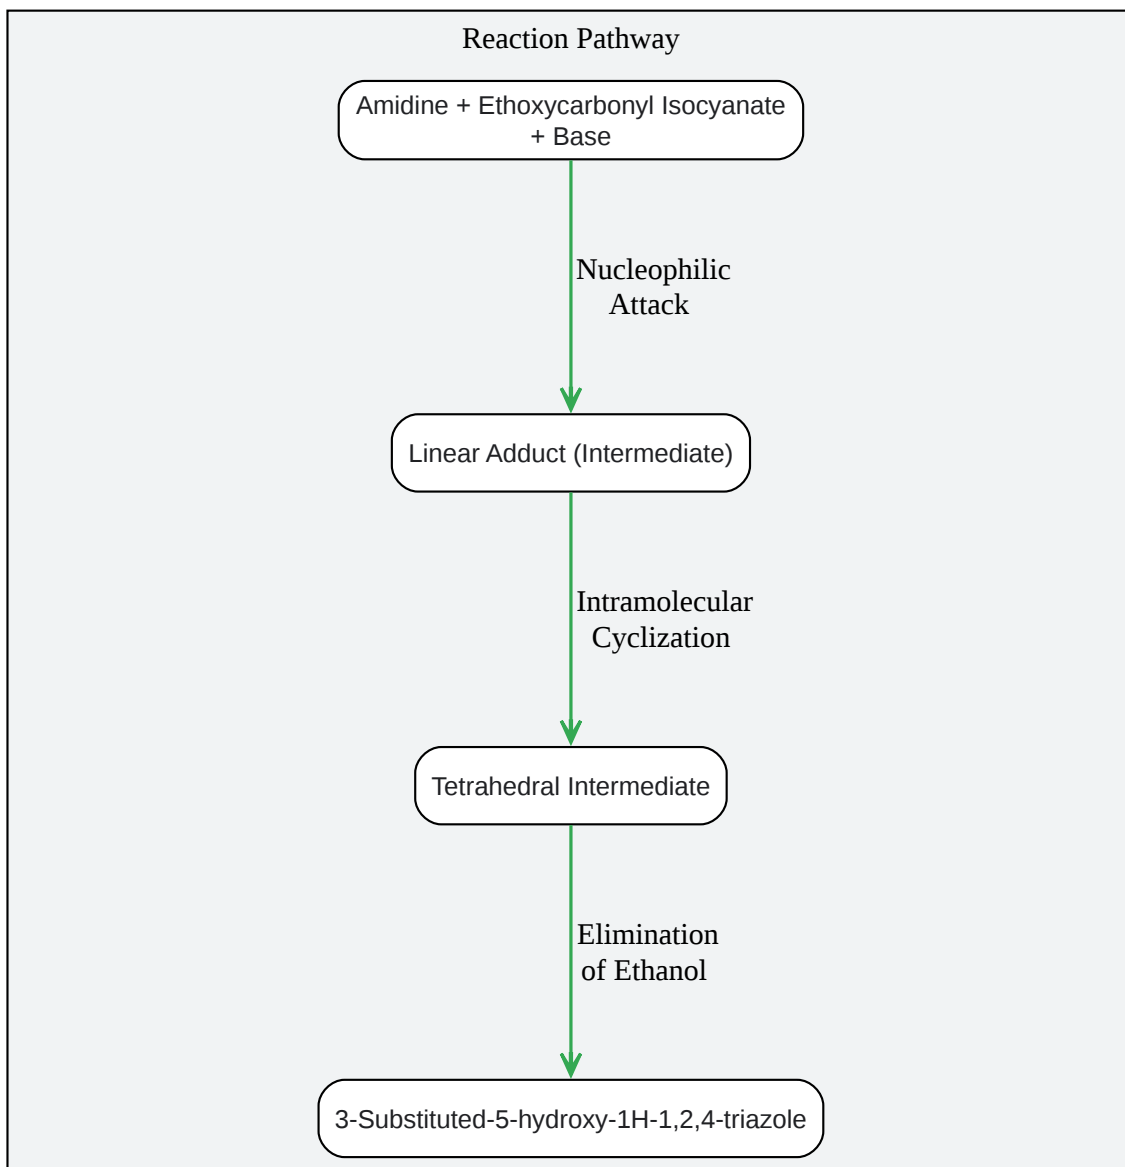 Reaction Pathway
Amidine + Ethoxycarbonyl Isocyanate
+ Base
Nucleophilic
Attack
Linear Adduct (Intermediate)
Intramolecular
Cyclization
Tetrahedral Intermediate
Elimination
of Ethanol
3-Substituted-5-hydroxy-1H-1,2,4-triazole